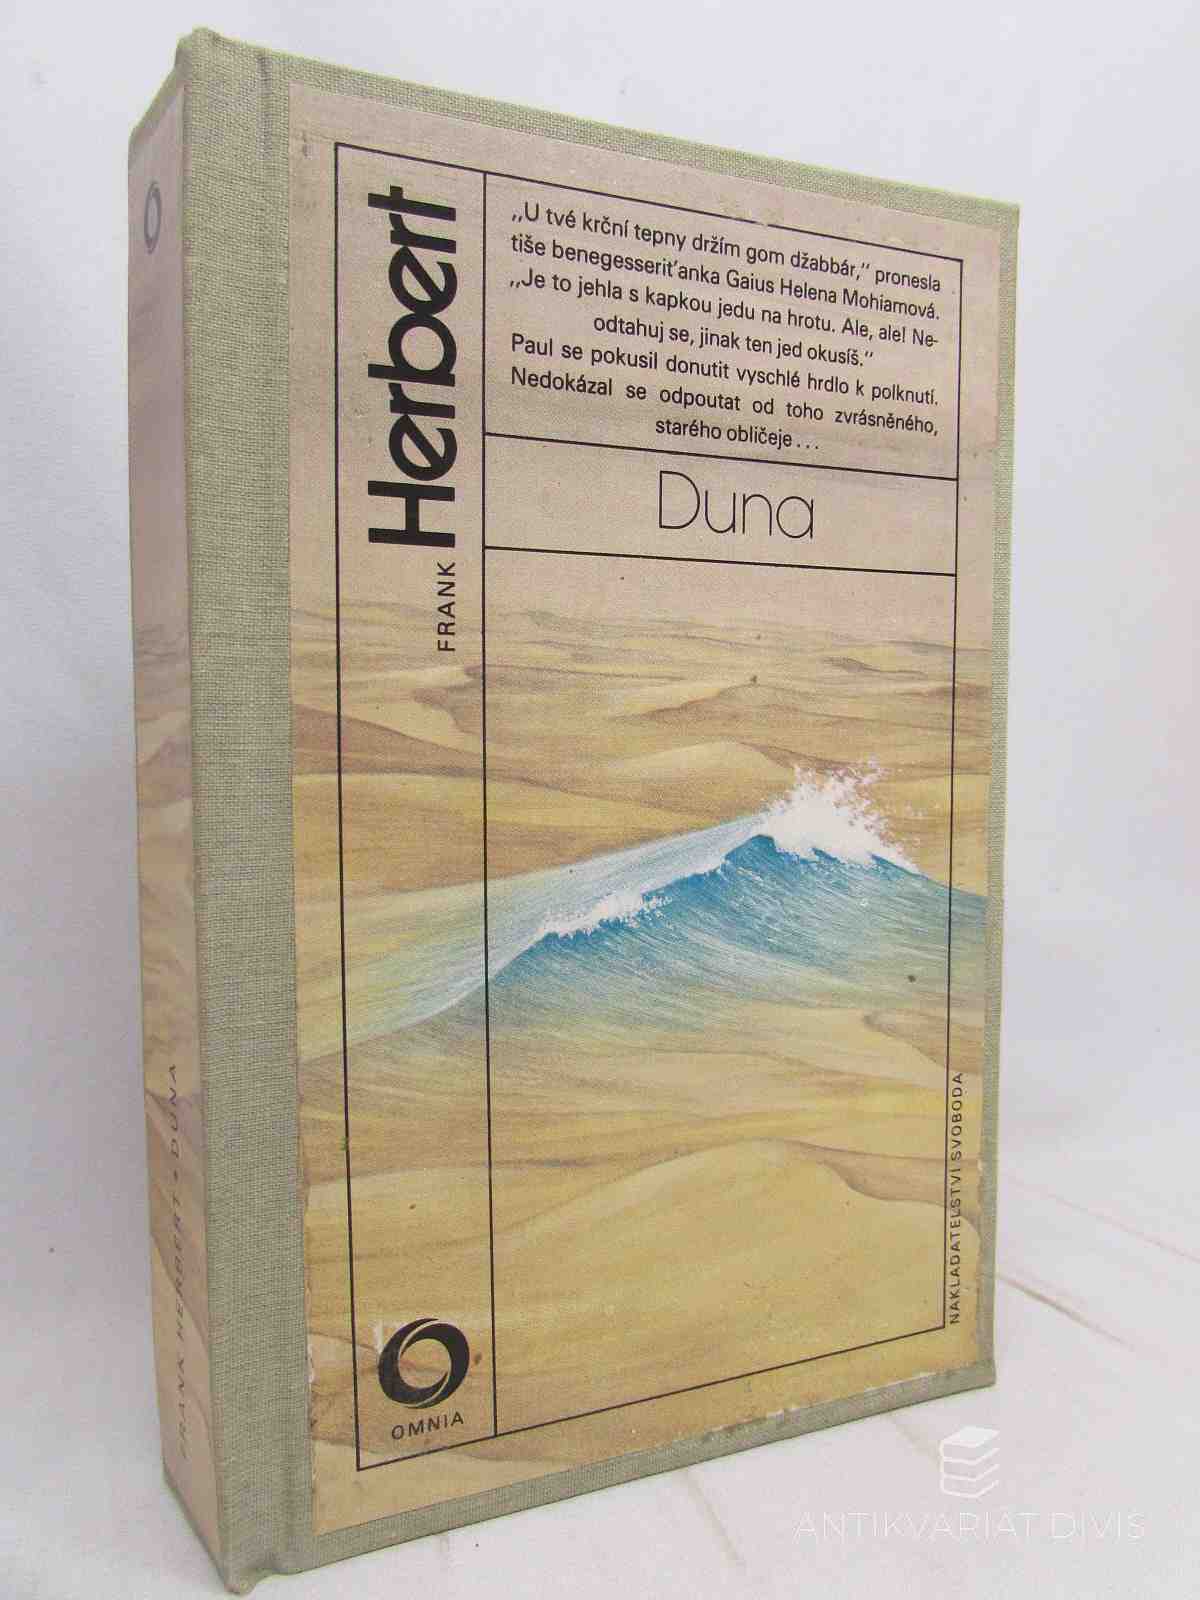 „U tvé krční tepny držím gom džabbár,“ pronesla
tiše benegesseriťanka Gaius Helena Mohiamová.
„Je to jehla s kapkou jedu na hrotu. Ale, ale! Ne-
odtahuj se, jinak ten jed okusíš.“
Paul se pokusil donutit vyschlé hrdlo k polknutí.
Nedokázal se odpoutat od toho zvrásněného,
starého obličeje...
FRANK Herbert
Duna
NAKLADATELSTVÍ SVOBODA
OMNIA
FRANK HERBERT • DUNA
ANTIKVARIÁT DIVIŠ